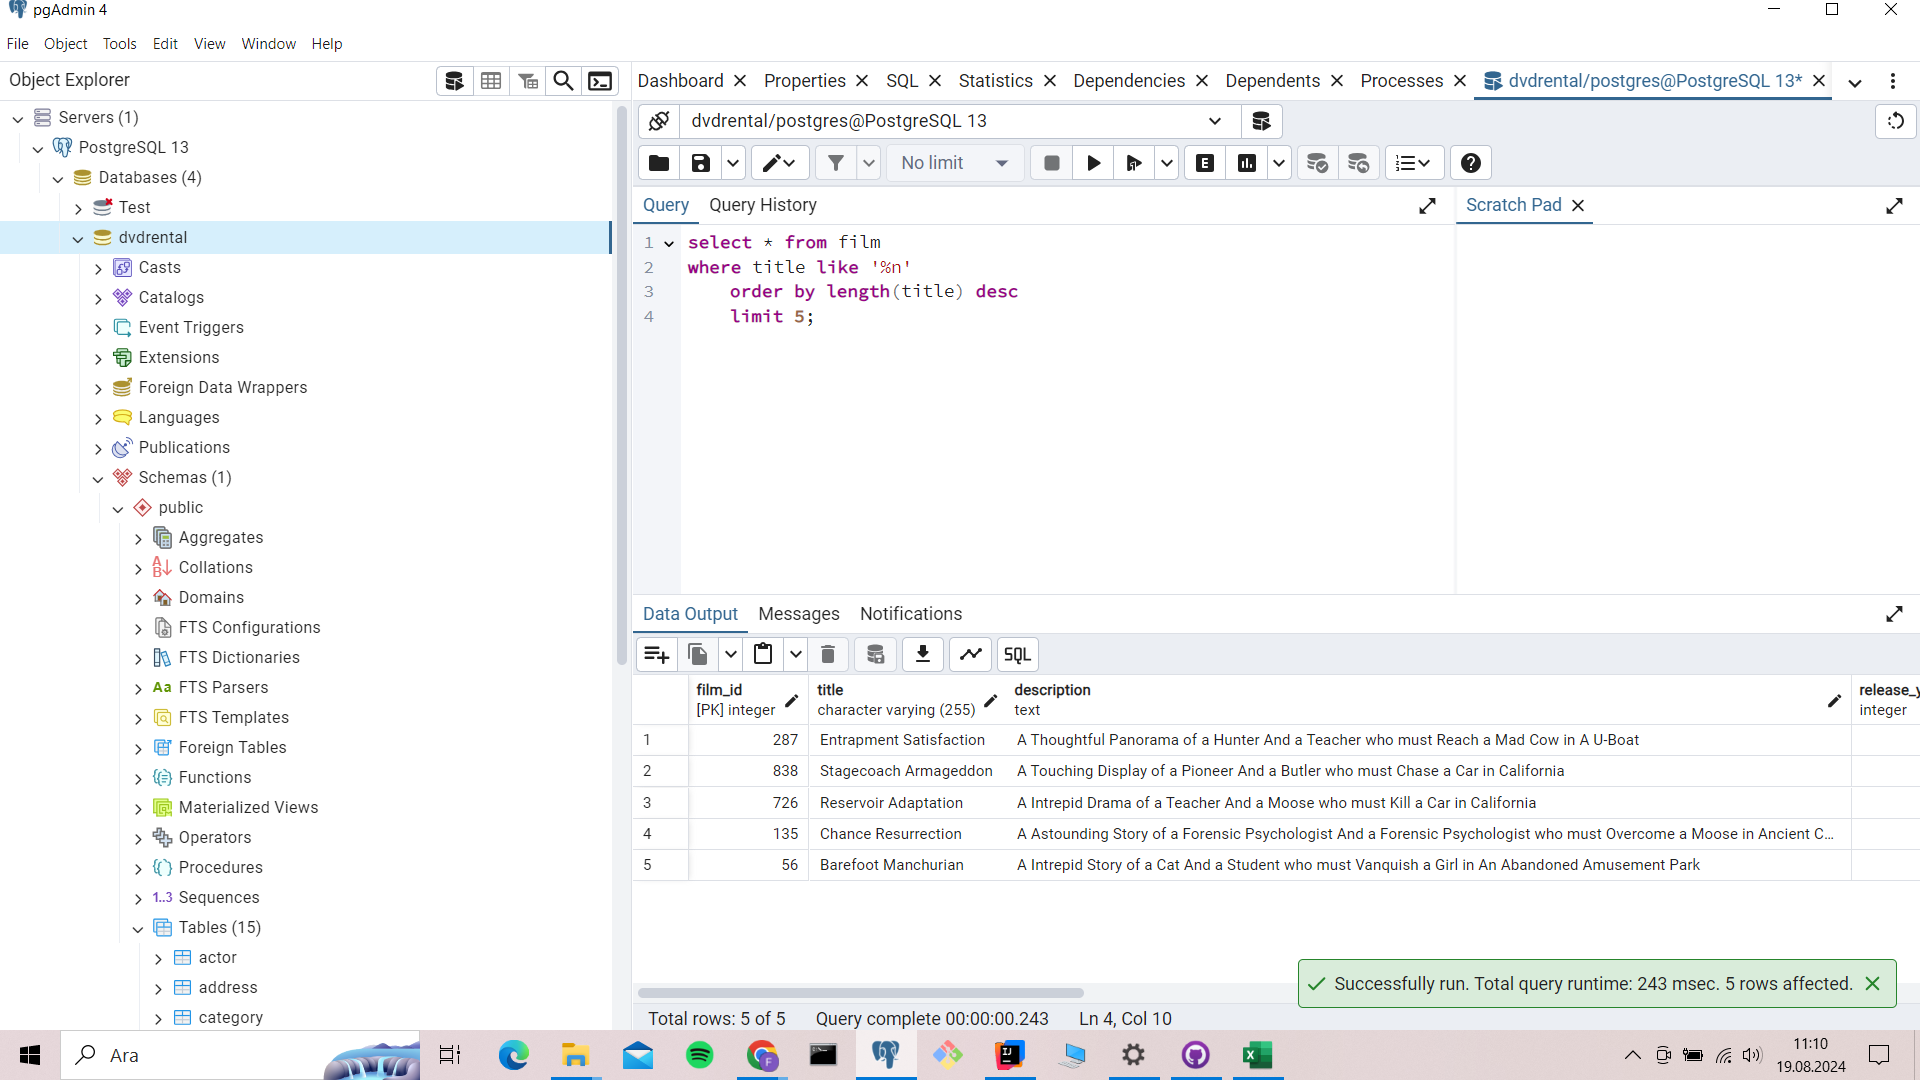 pgAdmin 4
File Object Tools Edit View Window Help
Object Explorer
Dashboard Properties SQL Statistics Dependencies Dependents Processes dvdrental/postgres@PostgreSQL 13*
Servers (1)
PostgreSQL 13
Databases (4)
Test
dvdrental
Casts
Catalogs
Event Triggers
Extensions
Foreign Data Wrappers
Languages
Publications
Schemas (1)
public
Aggregates
Collations
Domains
FTS Configurations
FTS Dictionaries
FTS Parsers
FTS Templates
Foreign Tables
Functions
Materialized Views
Operators
Procedures
1..3 Sequences
Tables (15)
actor
address
category
dvdrental/postgres@PostgreSQL 13
No limit
E
Query Query History
Scratch Pad
1 select * from film
2 where title like '%n'
3 order by length(title) desc
4 limit 5;
Data Output Messages Notifications
SQL
film_id title description release_y
[PK] integer character varying (255) text integer
1 287 Entrapment Satisfaction A Thoughtful Panorama of a Hunter And a Teacher who must Reach a Mad Cow in A U-Boat
2 838 Stagecoach Armageddon A Touching Display of a Pioneer And a Butler who must Chase a Car in California
3 726 Reservoir Adaptation A Intrepid Drama of a Teacher And a Moose who must Kill a Car in California
4 135 Chance Resurrection A Astounding Story of a Forensic Psychologist And a Forensic Psychologist who must Overcome a Moose in Ancient C...
5 56 Barefoot Manchurian A Intrepid Story of a Cat And a Student who must Vanquish a Girl in An Abandoned Amusement Park
Successfully run. Total query runtime: 243 msec. 5 rows affected.
Total rows: 5 of 5 Query complete 00:00:00.243 Ln 4, Col 10
Ara
11:10
19.08.2024